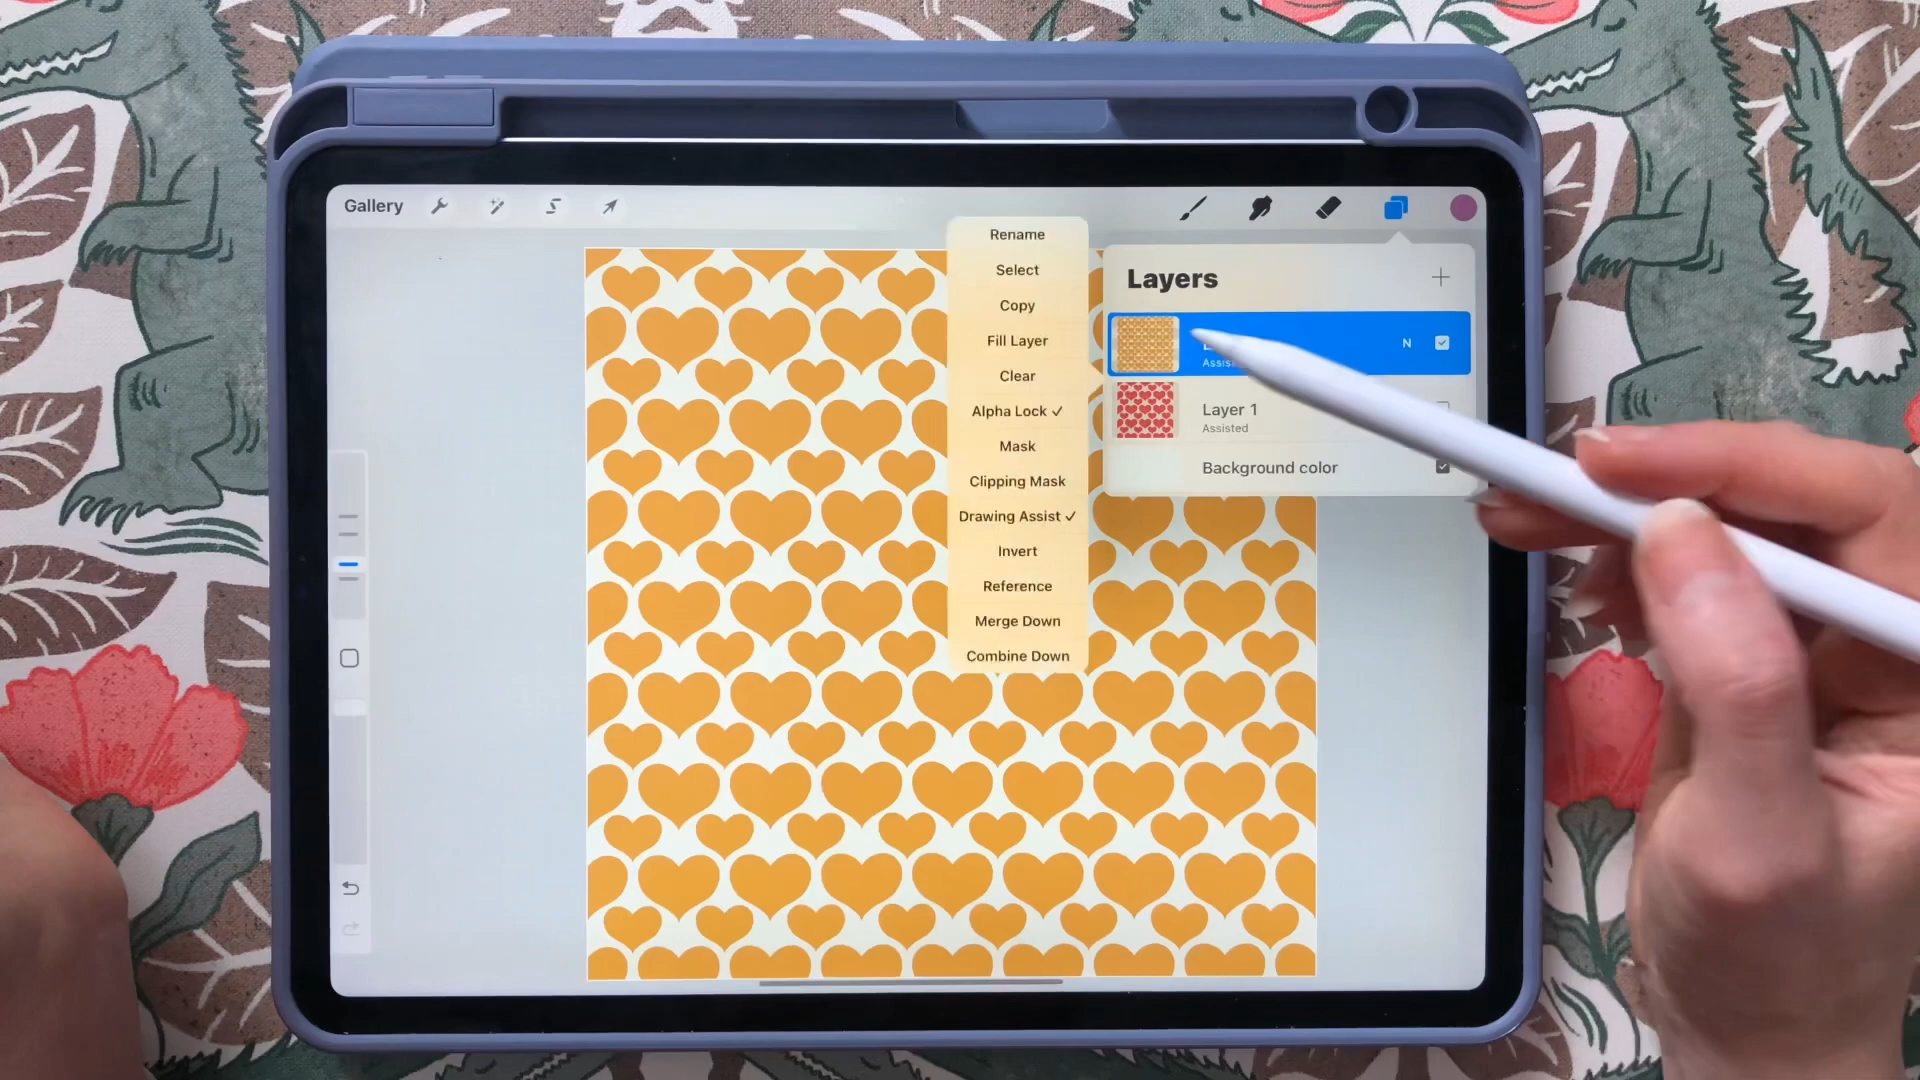 Gallery
Rename
Select
Copy
Fill Layer
Clear
Alpha Lock
Mask
Clipping Mask
Drawing Assist
Invert
Reference
Merge Down
Combine Down
Layers
N
Layer 1
Assisted
Background color